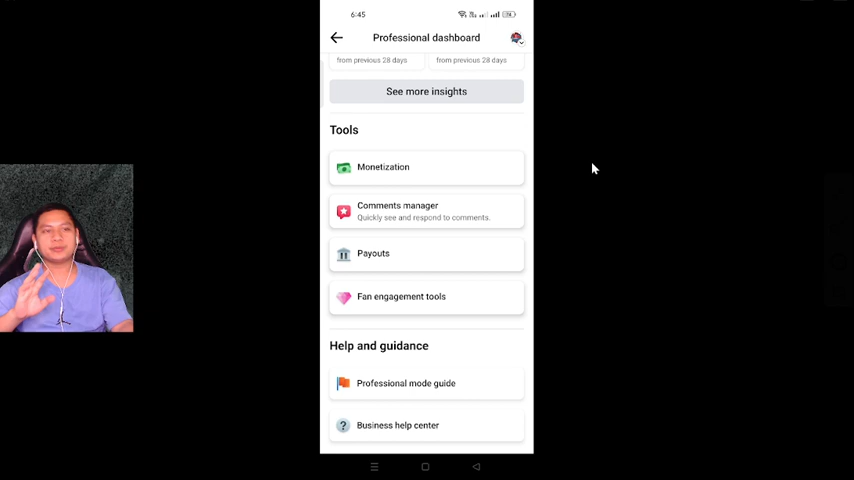 6:45
Professional dashboard
from previous 28 days
from previous 28 days
See more insights
Tools
Monetization
Comments manager
Quickly see and respond to comments.
Payouts
Fan engagement tools
Help and guidance
Professional mode guide
Business help center